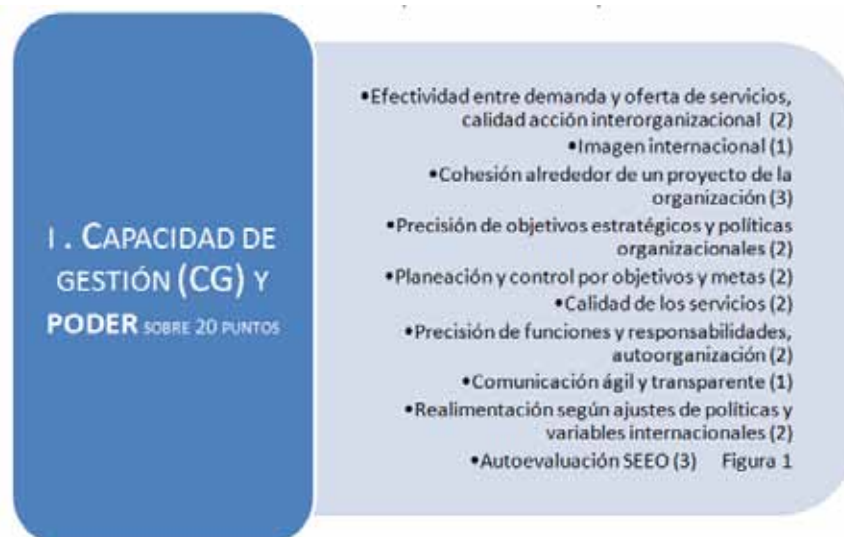 I . CAPACIDAD DE
GESTIÓN (CG) Y
PODER SOBRE 20 PUNTOS
•Efectividad entre demanda y oferta de servicios,
calidad acción interorganizacional (2)
•Imagen internacional (1)
•Cohesión alrededor de un proyecto de la
organización (3)
•Precisión de objetivos estratégicos y políticas
organizacionales (2)
•Planeación y control por objetivos y metas (2)
•Calidad de los servicios (2)
•Precisión de funciones y responsabilidades,
autoorganización (2)
•Comunicación ágil y transparente (1)
•Realimentación según ajustes de políticas y
variables internacionales (2)
•Autoevaluación SEEO (3) Figura 1